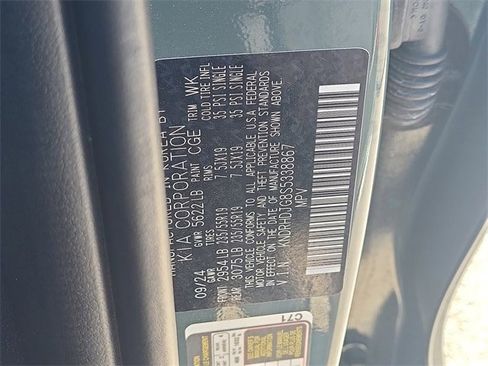 MANUFACTURED IN KOREA BY
KIA CORPORATION
09/24 GVWR 5622 LB PAINT CGE TRIM WK
RIMS COLD TIRE INFL
FRONT 2954 LB 235/55R19 7.5JX19 35 PSI SINGLE
REAR 3075 LB 235/55R19 7.5JX19 35 PSI SINGLE
THIS VEHICLE CONFORMS TO ALL APPLICABLE U.S.A. FEDERAL
MOTOR VEHICLE SAFETY AND THEFT PREVENTION STANDARDS
IN EFFECT ON THE DATE OF MANUFACTURE SHOWN ABOVE.
V.I.N. : KNDRHDJG8S5338867
MPV
C71